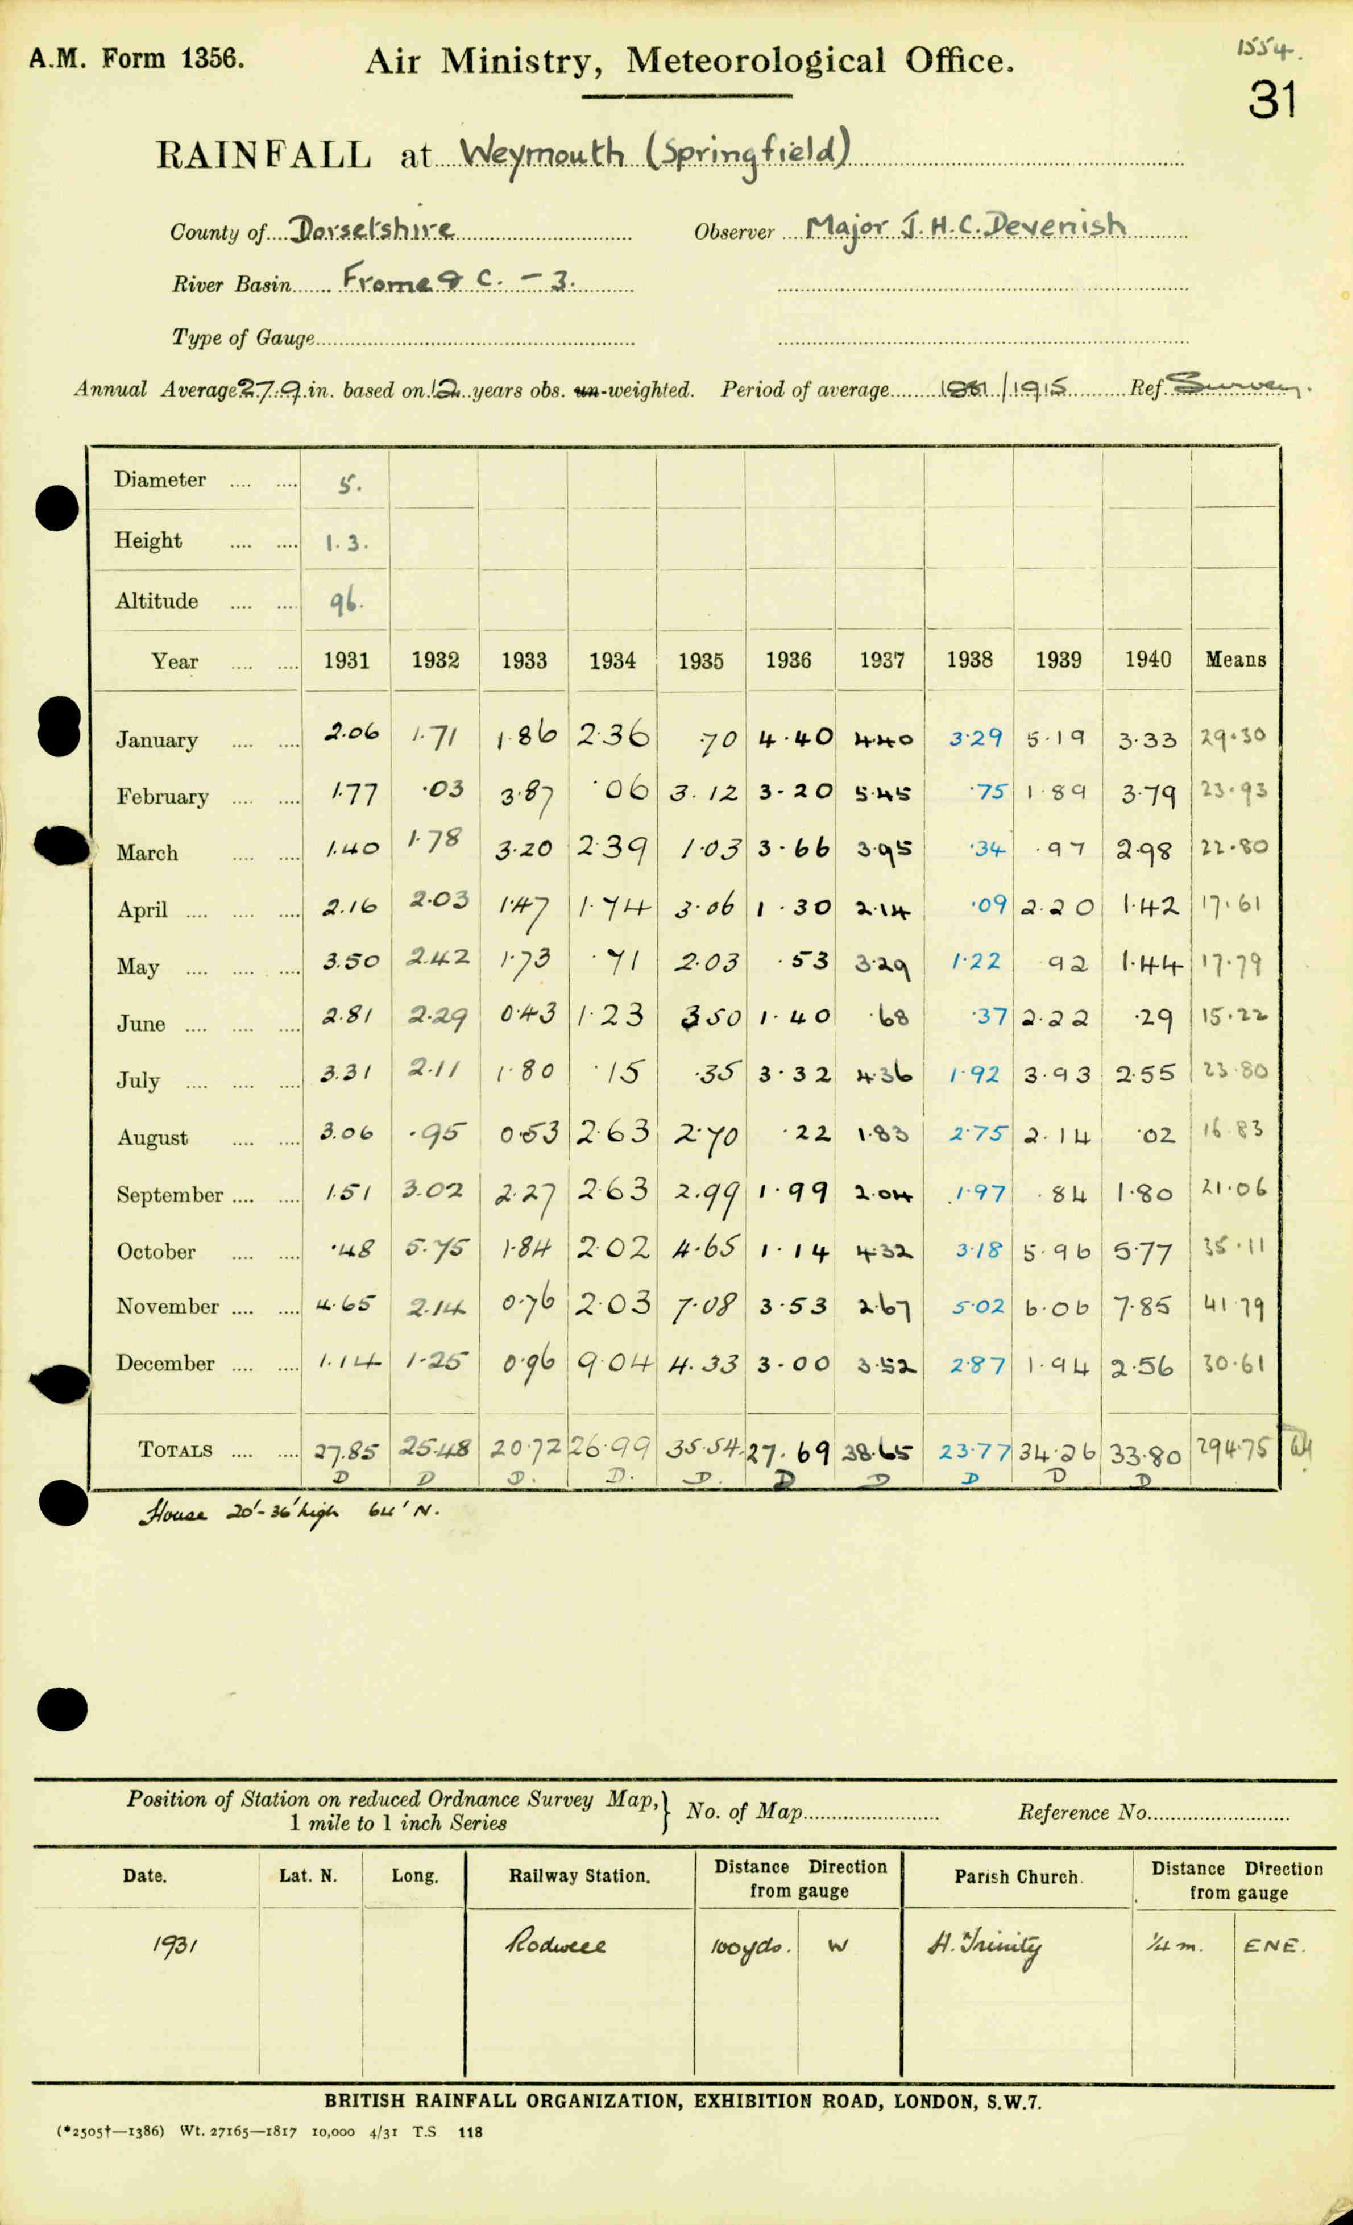 A.M. Form 1356.
Air Ministry, Meteorological Office.
1554.
31
RAINFALL at Weymouth (Springfield)
County of Dorsetshire Observer Major J.H.C. Devenish
River Basin Frome & C. - 3.
Type of Gauge
Annual Average 27.9 in. based on 12 years obs. un-weighted. Period of average 1881/1915 Ref. Survey.
Diameter 5.
Height 1.3.
Altitude 96.
Year 1931 1932 1933 1934 1935 1936 1937 1938 1939 1940 Means
January 2.06 1.71 1.86 2.36 .70 4.40 4.40 3.29 5.19 3.33 29.30
February 1.77 .03 3.87 .06 3.12 3.20 5.45 .75 1.89 3.79 23.93
March 1.40 1.78 3.20 2.39 1.03 3.66 3.95 .34 .97 2.98 22.80
April 2.16 2.03 1.47 1.74 3.06 1.30 2.14 .09 2.20 1.42 17.61
May 3.50 2.42 1.73 .71 2.03 .53 3.29 1.22 92 1.44 17.79
June 2.81 2.29 0.43 1.23 3.50 1.40 .68 .37 2.22 .29 15.22
July 3.31 2.11 1.80 .15 .35 3.32 4.36 1.92 3.93 2.55 23.80
August 3.06 .95 0.53 2.63 2.70 .22 1.83 2.75 2.14 .02 16.83
September 1.51 3.02 2.27 2.63 2.99 1.99 2.04 1.97 .84 1.80 21.06
October .48 5.75 1.84 2.02 4.65 1.14 4.32 3.18 5.96 5.77 35.11
November 4.65 2.14 0.76 2.03 7.08 3.53 2.67 5.02 6.06 7.85 41.79
December 1.14 1.25 0.96 9.04 4.33 3.00 3.52 2.87 1.94 2.56 30.61
TOTALS 27.85 25.48 20.72 26.99 35.54 27.69 38.65 23.77 34.26 33.80 294.75
D D D. D. D. D D D D D
House 20'-36' high 64' N.
Position of Station on reduced Ordnance Survey Map, } No. of Map Reference No.
1 mile to 1 inch Series
Date. Lat. N. Long. Railway Station. Distance Direction from gauge Parish Church. Distance Direction from gauge
1931 Rodwell 100yds. W H. Trinity ¼ m. ENE.
BRITISH RAINFALL ORGANIZATION, EXHIBITION ROAD, LONDON, S.W.7.
(*2505†—1386) Wt. 27165—1817 10,000 4/31 T.S 118